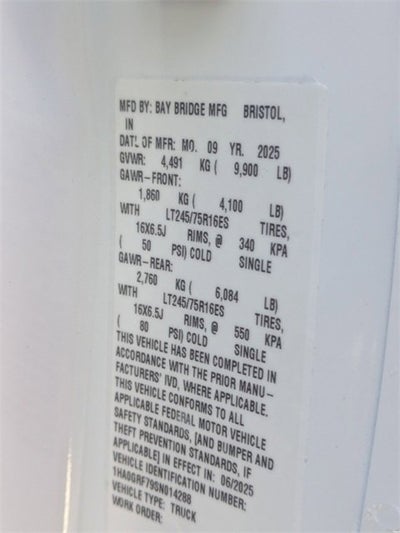 MFD BY: BAY BRIDGE MFG BRISTOL,
IN
DATE OF MFR: MO. 09 YR. 2025
GVWR: 4,491 KG ( 9,900 LB)
GAWR-FRONT:
1,860 KG ( 4,100 LB)
WITH LT245/75R16ES TIRES,
16X6.5J RIMS, @ 340 KPA
( 50 PSI) COLD SINGLE
GAWR-REAR:
2,760 KG ( 6,084 LB)
WITH LT245/75R16ES TIRES,
16X6.5J RIMS, @ 550 KPA
( 80 PSI) COLD SINGLE
THIS VEHICLE HAS BEEN COMPLETED IN
ACCORDANCE WITH THE PRIOR MANU-
FACTURERS' IVD, WHERE APPLICABLE.
THIS VEHICLE CONFORMS TO ALL
APPLICABLE FEDERAL MOTOR VEHICLE
SAFETY STANDARDS, [AND BUMPER AND
THEFT PREVENTION STANDARDS, IF
APPLICABLE] IN EFFECT IN: 06/2025
VEHICLE IDENTIFICATION NUMBER:
1HA0GRF79SN014288
VEHICLE TYPE: TRUCK
WORK ORDER: